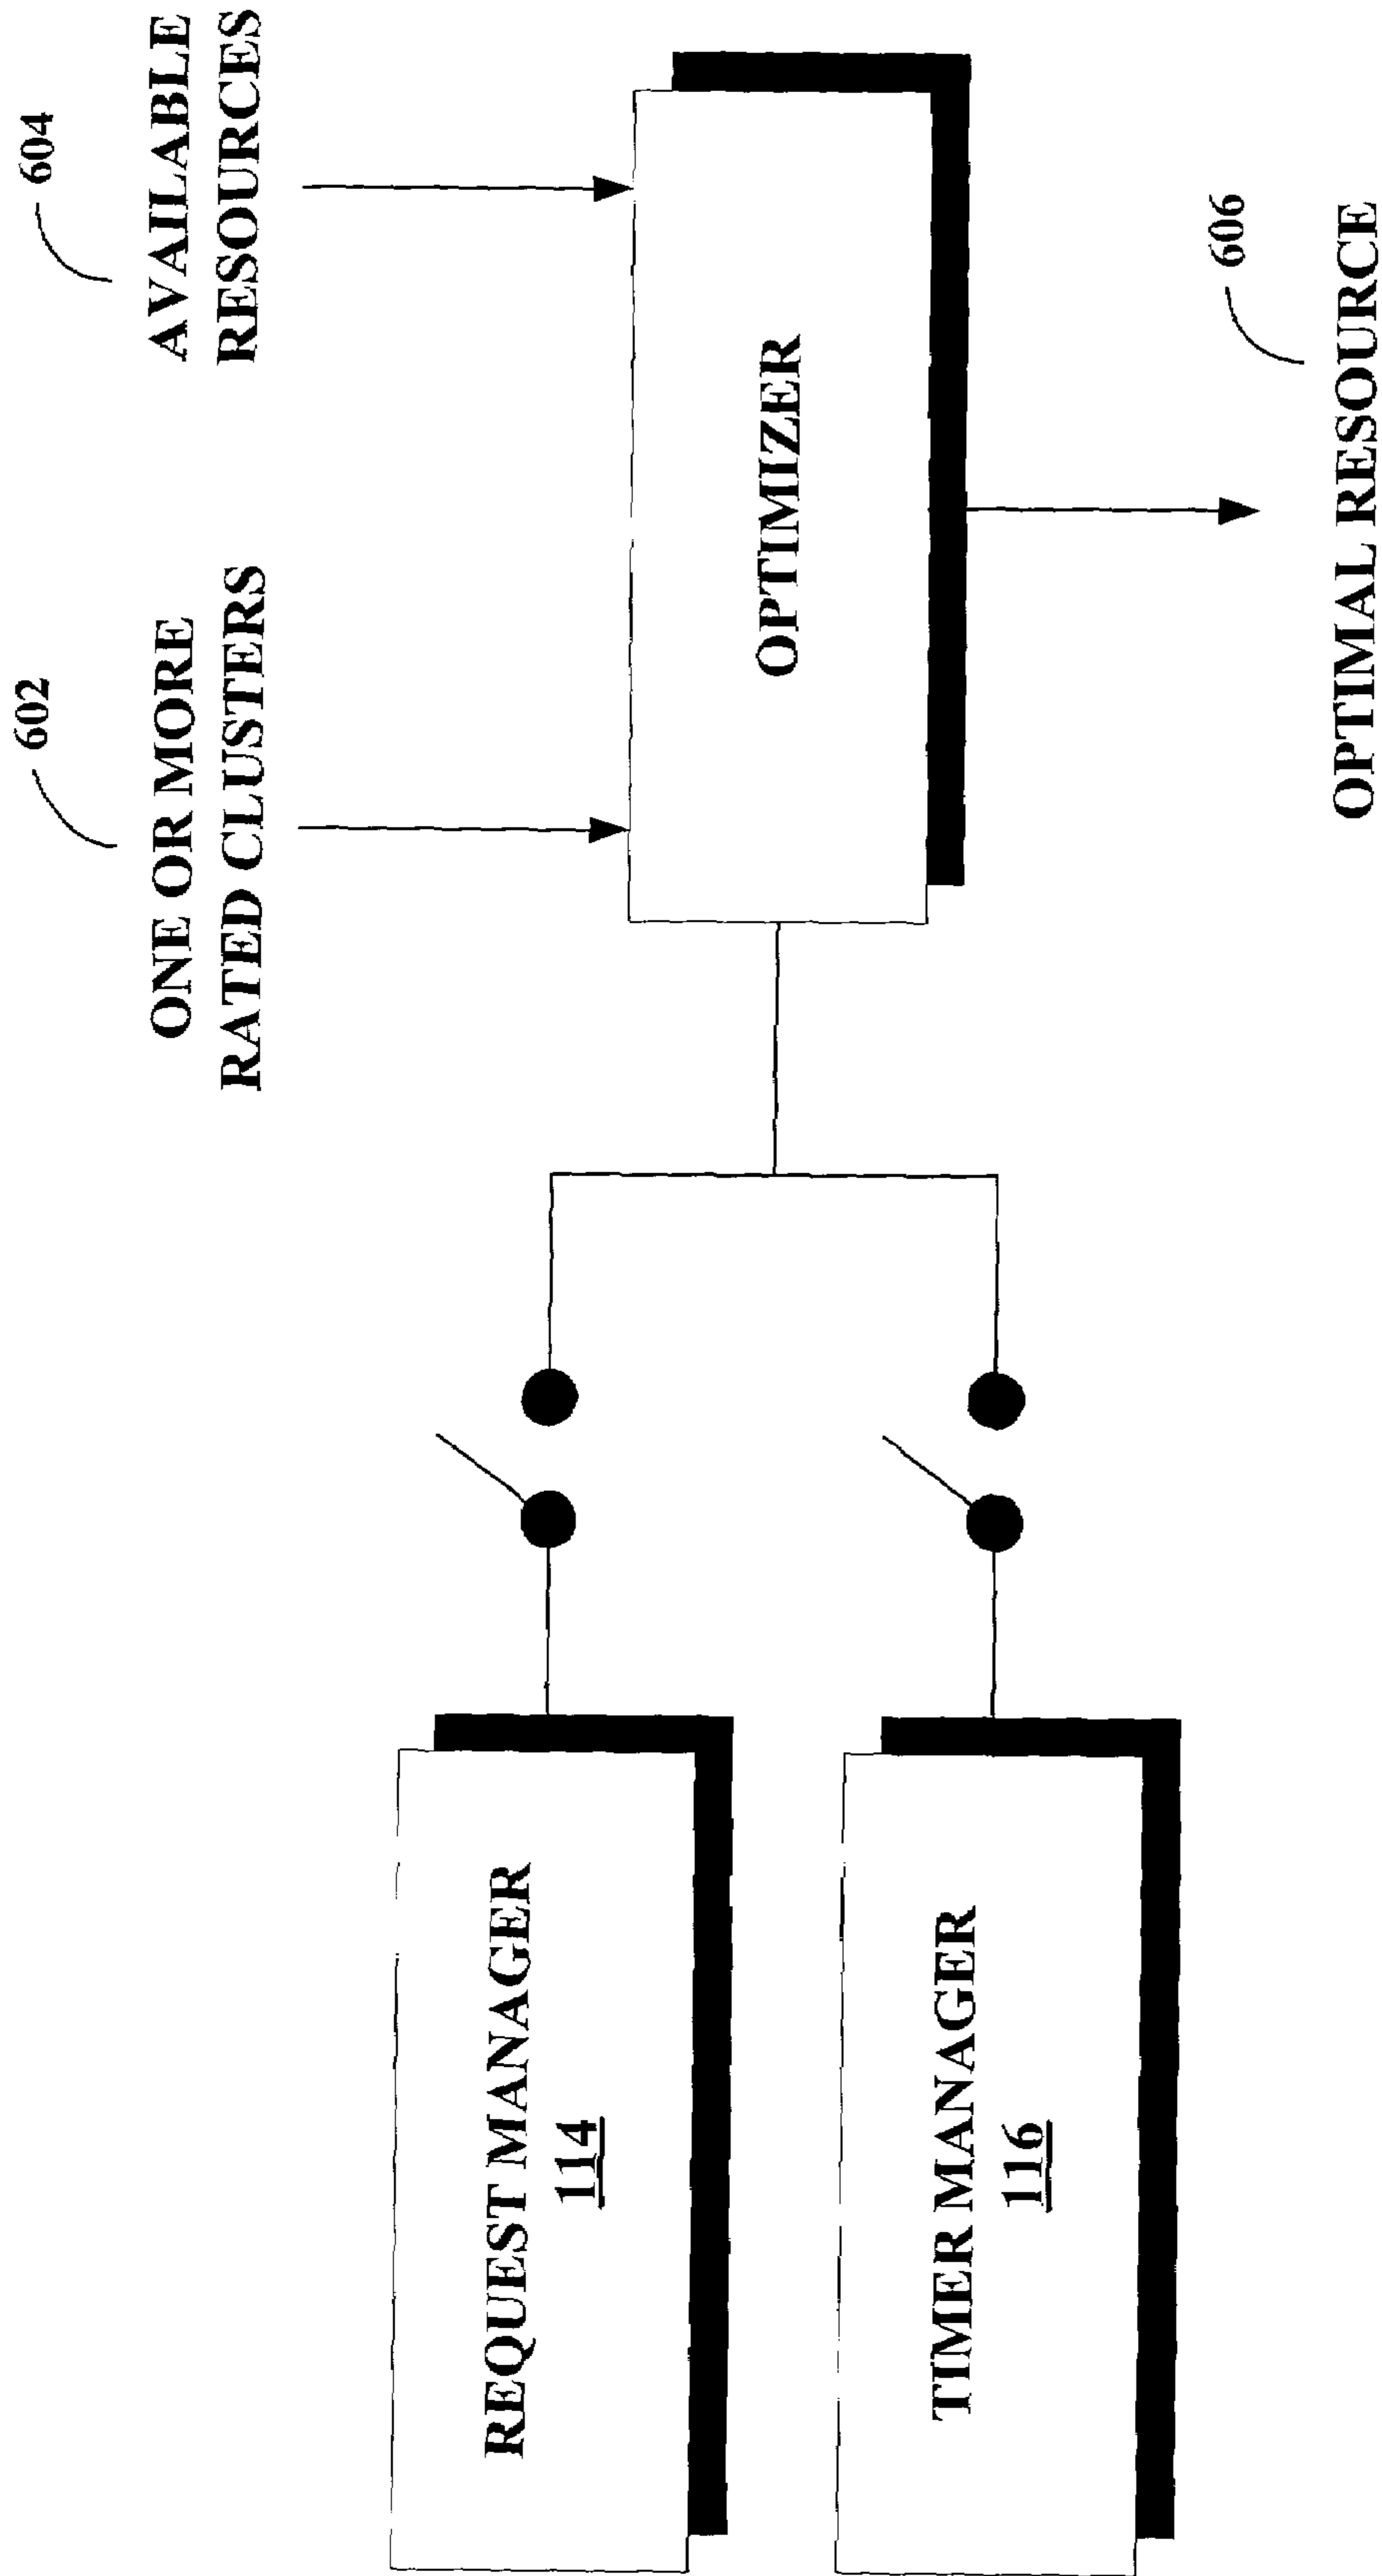 602
ONE OR MORE
RATED CLUSTERS
604
AVAILABLE
RESOURCES
REQUEST MANAGER
114
OPTIMIZER
TIMER MANAGER
116
606
OPTIMAL RESOURCE